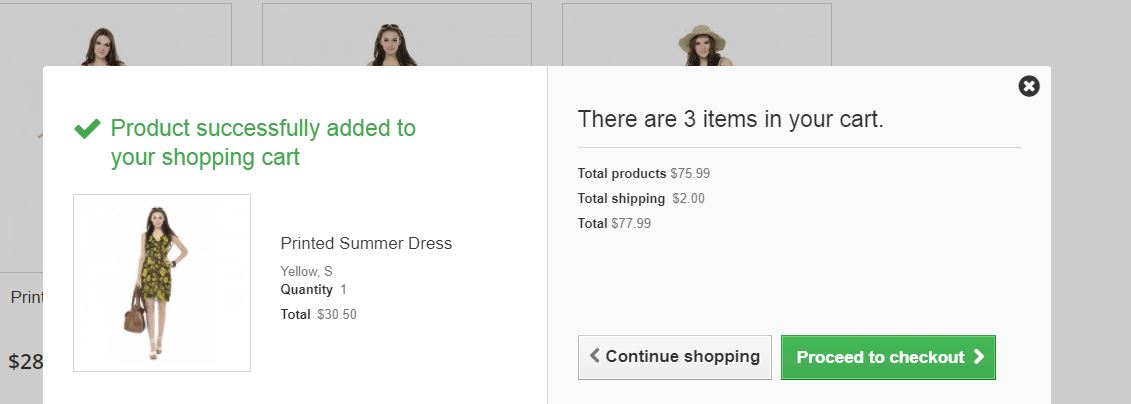 Product successfully added to
your shopping cart
Printed Summer Dress
Yellow, S
Quantity 1
Total $30.50
There are 3 items in your cart.
Total products $75.99
Total shipping $2.00
Total $77.99
Continue shopping
Proceed to checkout
Print
$28